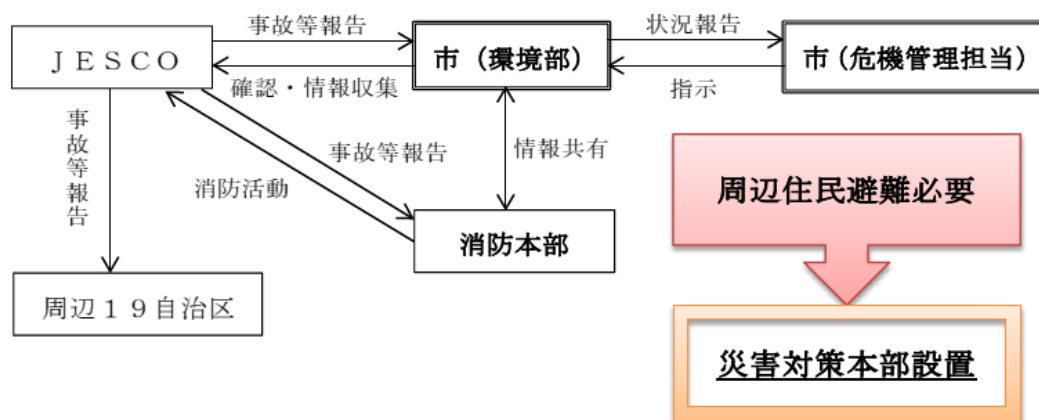 事故等報告
状況報告
ＪＥＳＣＯ
市（環境部）
市（危機管理担当）
確認・情報収集
指示
事故等報告
事故等報告
情報共有
消防活動
周辺住民避難必要
消防本部
周辺１９自治区
災害対策本部設置